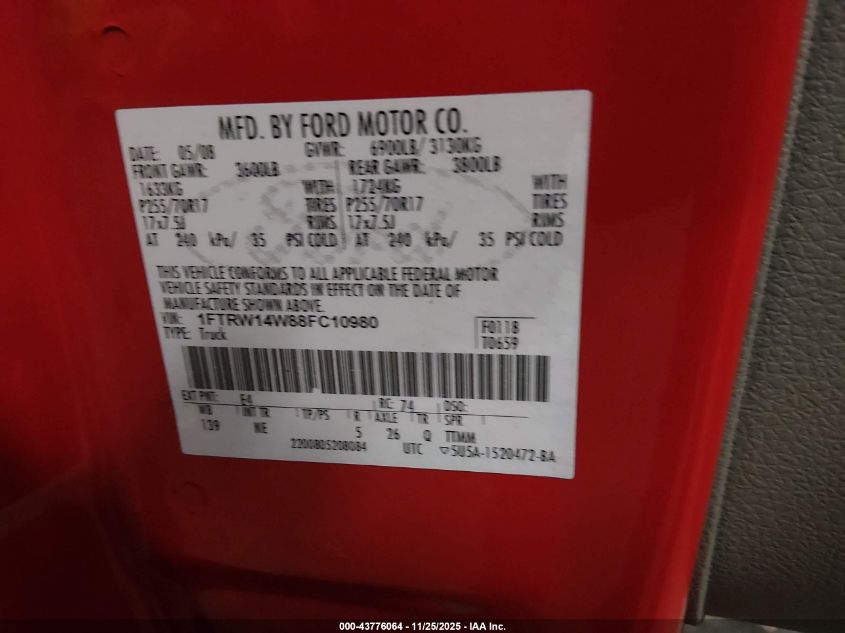 MFD. BY FORD MOTOR CO.
DATE: 05/08 GVWR: 6900LB/ 3130KG
FRONT GAWR: 3600LB REAR GAWR: 3800LB
1633KG WITH 1724KG WITH
P255/70R17 TIRES P255/70R17 TIRES
17x7.5J RIMS 17x7.5J RIMS
AT 240 kPa/ 35 PSI COLD AT 240 kPa/ 35 PSI COLD
THIS VEHICLE CONFORMS TO ALL APPLICABLE FEDERAL MOTOR
VEHICLE SAFETY STANDARDS IN EFFECT ON THE DATE OF
MANUFACTURE SHOWN ABOVE.
VIN: 1FTRW14W88FC10980 F0118
TYPE: Truck T0659
EXT PNT: E4 RC: 74 DSO:
WB INT TR TP/PS R AXLE TR SPR
139 NE 5 26 Q TTMM
2200805208084 UTC ▽5U5A-1520472-BA
000-43776064 - 11/25/2025 - IAA Inc.